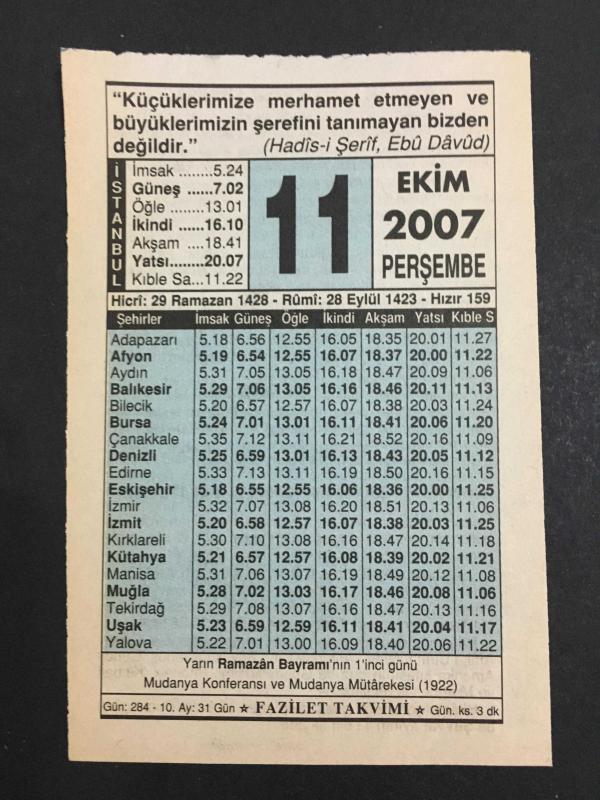 “Küçüklerimize merhamet etmeyen ve
büyüklerimizin şerefini tanımayan bizden
değildir.” (Hadîs-i Şerîf, Ebû Dâvûd)
İSTANBUL
İmsak ........5.24
Güneş ......7.02
Öğle ........13.01
İkindi ......16.10
Akşam ....18.41
Yatsı........20.07
Kıble Sa...11.22
11
EKİM
2007
PERŞEMBE
Hicrî: 29 Ramazan 1428 - Rûmî: 28 Eylül 1423 - Hızır 159
Şehirler İmsak Güneş Öğle İkindi Akşam Yatsı Kıble S
Adapazarı 5.18 6.56 12.55 16.05 18.35 20.01 11.27
Afyon 5.19 6.54 12.55 16.07 18.37 20.00 11.22
Aydın 5.31 7.05 13.05 16.18 18.47 20.09 11.06
Balıkesir 5.29 7.06 13.05 16.16 18.46 20.11 11.13
Bilecik 5.20 6.57 12.57 16.07 18.38 20.03 11.24
Bursa 5.24 7.01 13.01 16.11 18.41 20.06 11.20
Çanakkale 5.35 7.12 13.11 16.21 18.52 20.16 11.09
Denizli 5.25 6.59 13.01 16.13 18.43 20.05 11.12
Edirne 5.33 7.13 13.11 16.19 18.50 20.16 11.15
Eskişehir 5.18 6.55 12.55 16.06 18.36 20.00 11.25
İzmir 5.32 7.07 13.08 16.20 18.51 20.13 11.06
İzmit 5.20 6.58 12.57 16.07 18.38 20.03 11.25
Kırklareli 5.30 7.10 13.08 16.16 18.47 20.14 11.18
Kütahya 5.21 6.57 12.57 16.08 18.39 20.02 11.21
Manisa 5.31 7.06 13.07 16.19 18.49 20.12 11.08
Muğla 5.28 7.02 13.03 16.17 18.46 20.08 11.06
Tekirdağ 5.29 7.08 13.07 16.16 18.47 20.13 11.16
Uşak 5.23 6.59 12.59 16.11 18.41 20.04 11.17
Yalova 5.22 7.01 13.00 16.09 18.40 20.06 11.22
Yarın Ramazân Bayramı'nın 1'inci günü
Mudanya Konferansı ve Mudanya Mütârekesi (1922)
Gün: 284 - 10. Ay: 31 Gün ★ FAZİLET TAKVİMİ ★ Gün. ks. 3 dk